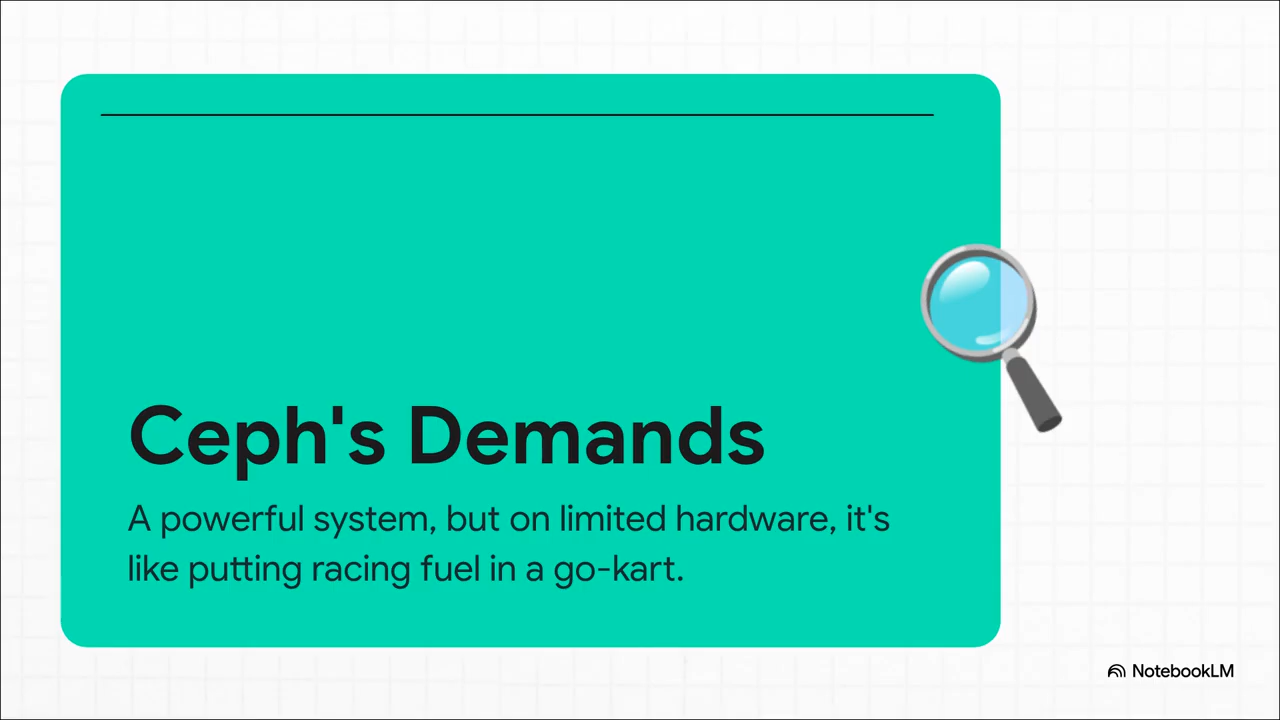 Ceph's Demands
A powerful system, but on limited hardware, it's
like putting racing fuel in a go-kart.
NotebookLM